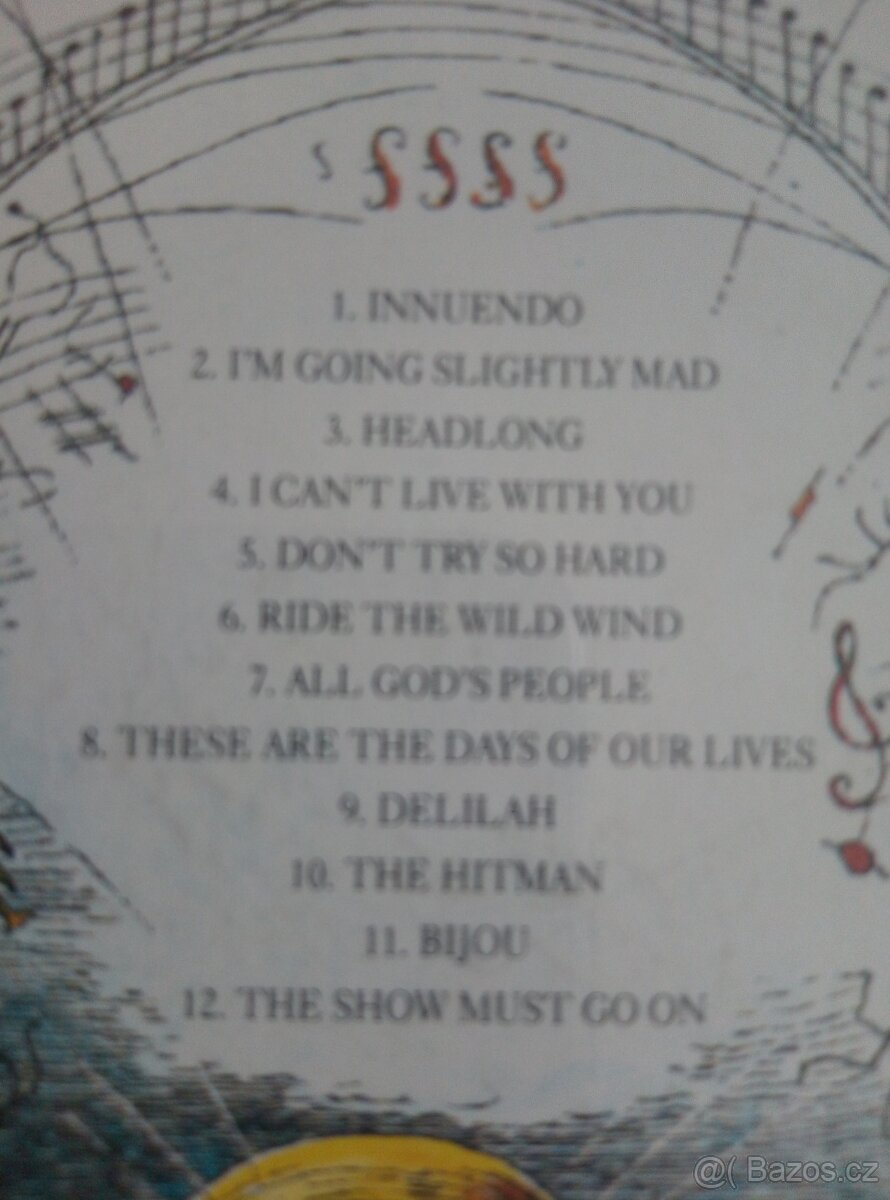 1. INNUENDO
2. I'M GOING SLIGHTLY MAD
3. HEADLONG
4. I CAN'T LIVE WITH YOU
5. DON'T TRY SO HARD
6. RIDE THE WILD WIND
7. ALL GOD'S PEOPLE
8. THESE ARE THE DAYS OF OUR LIVES
9. DELILAH
10. THE HITMAN
11. BIJOU
12. THE SHOW MUST GO ON
@( Bazos.cz